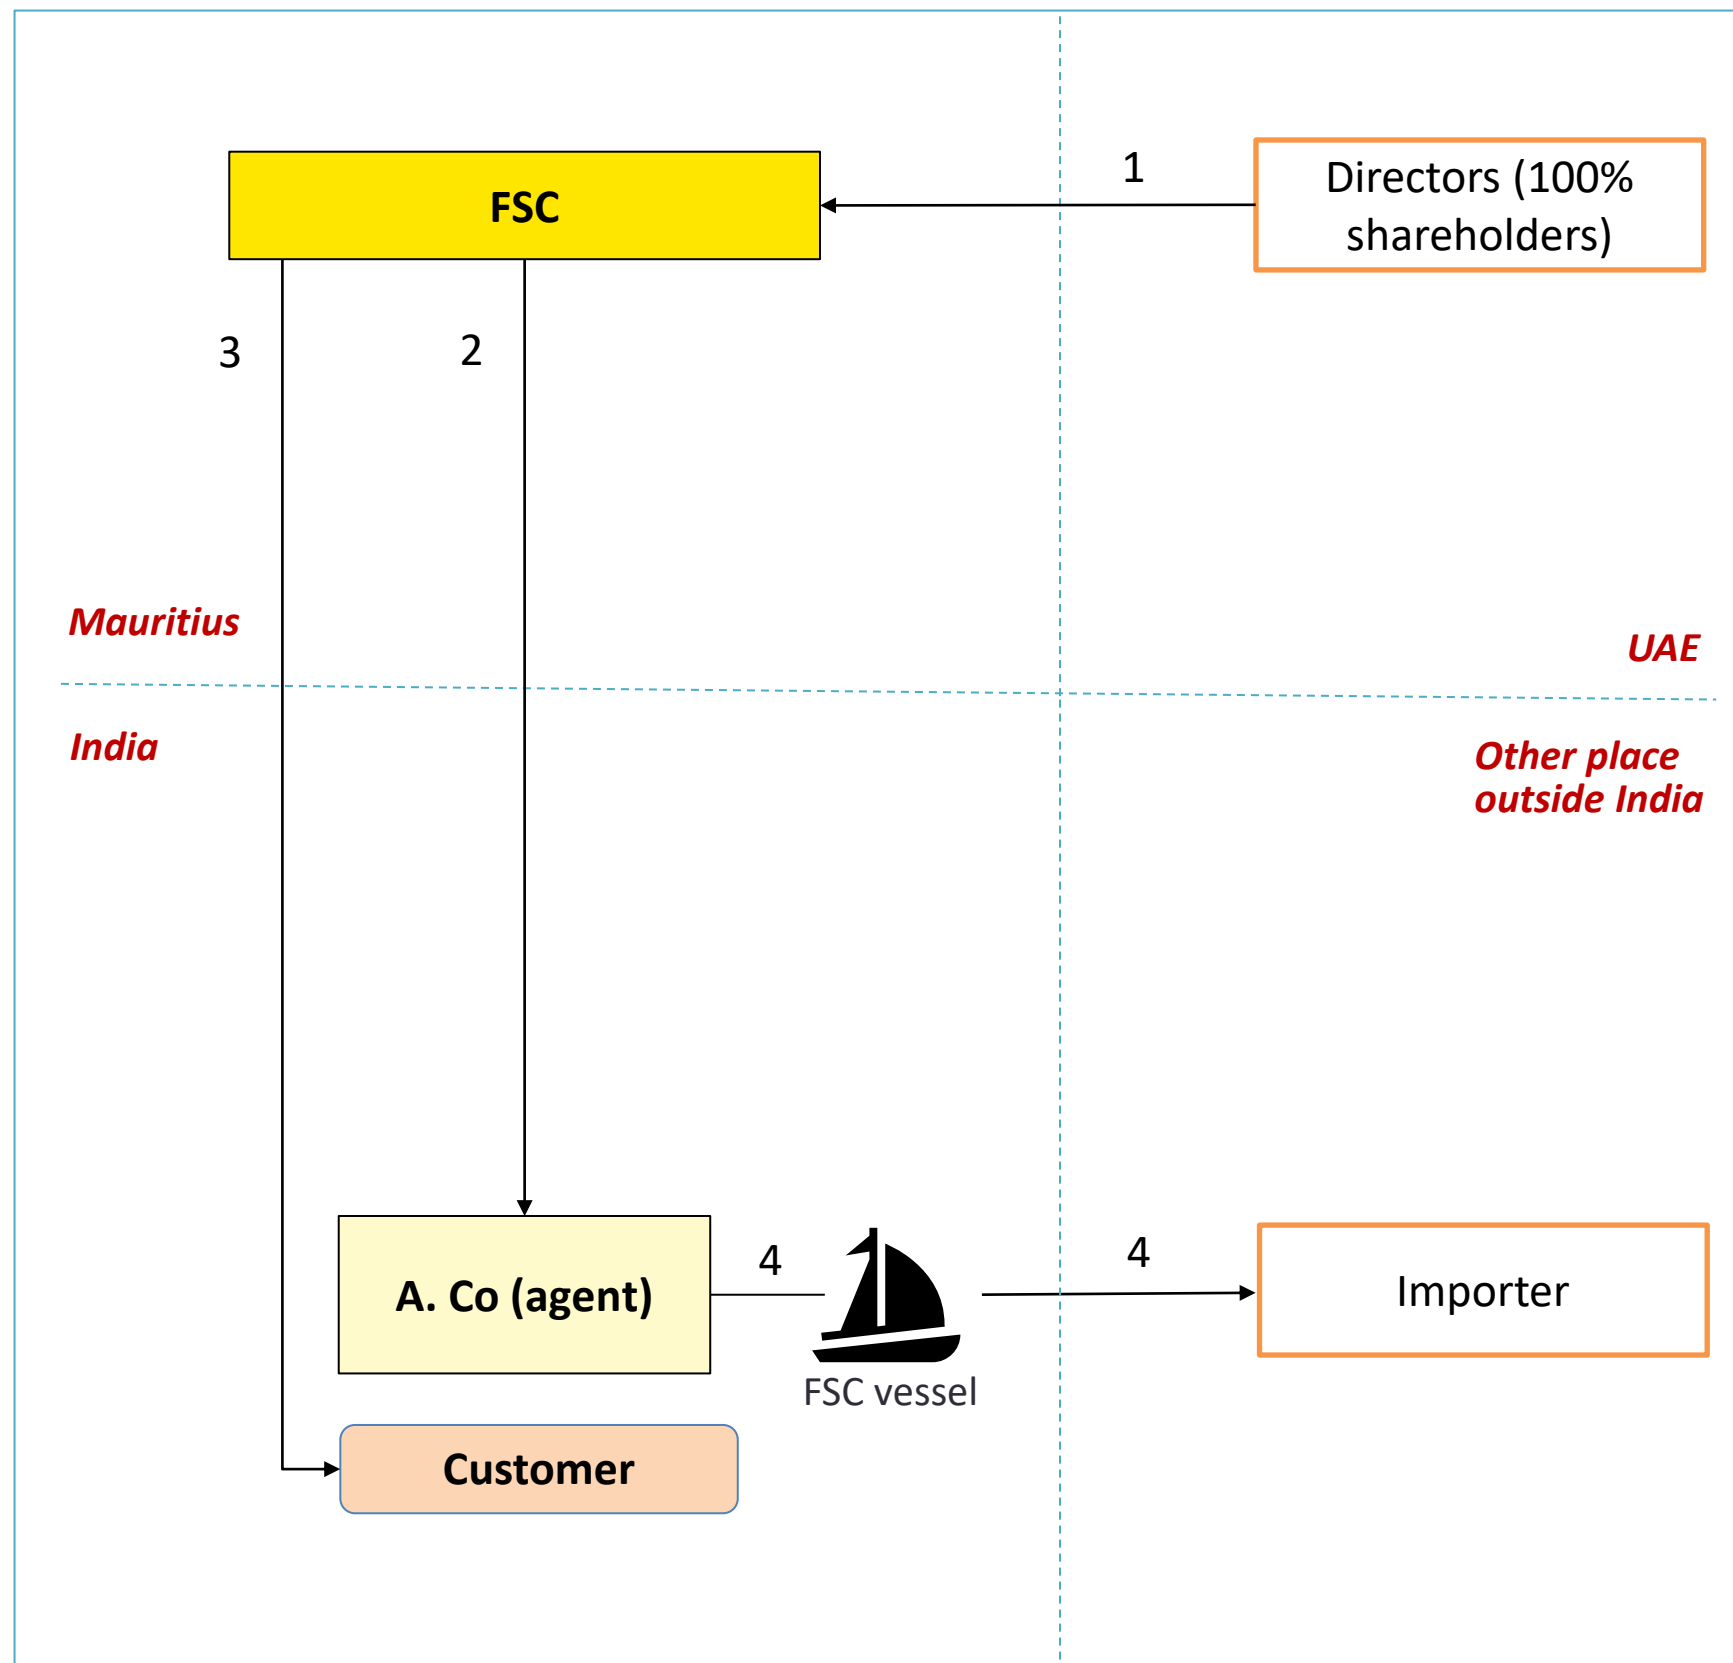 FSC
1
Directors (100%
shareholders)
3
2
Mauritius
UAE
India
Other place
outside India
A. Co (agent)
4
FSC vessel
4
Importer
Customer